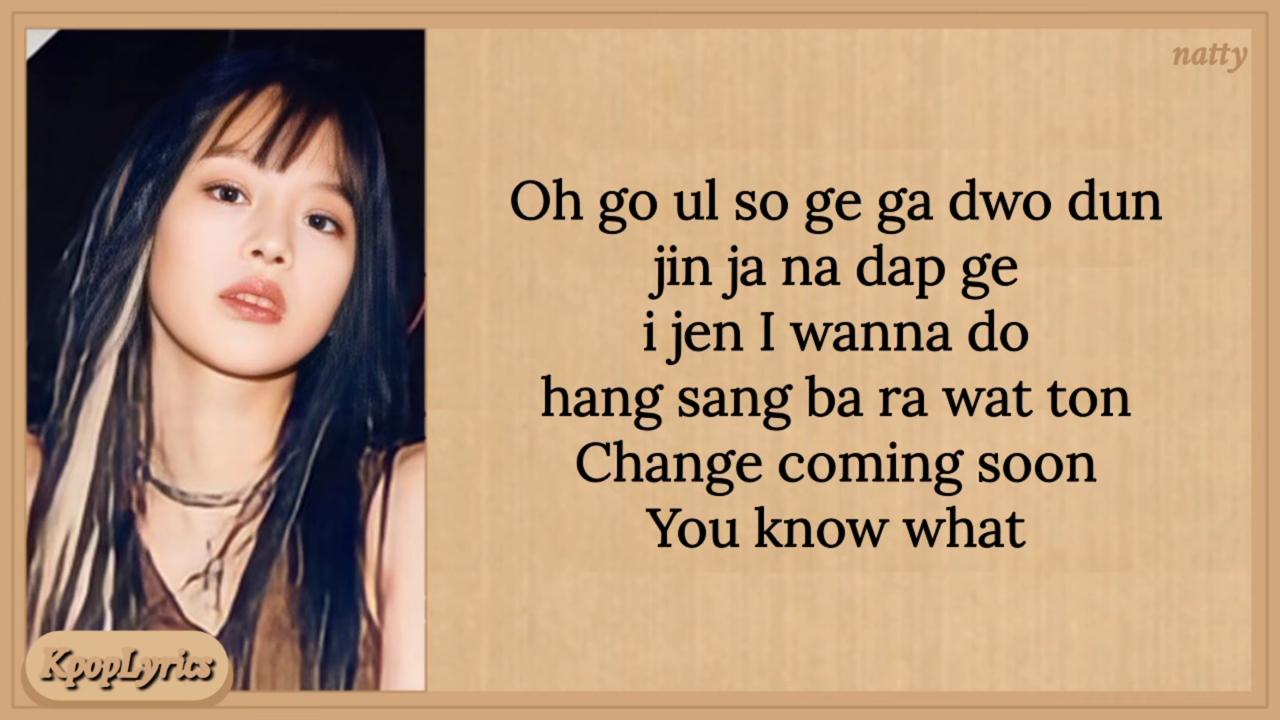 natty
Oh go ul so ge ga dwo dun
jin ja na dap ge
i jen I wanna do
hang sang ba ra wat ton
Change coming soon
You know what
KpopLyrics